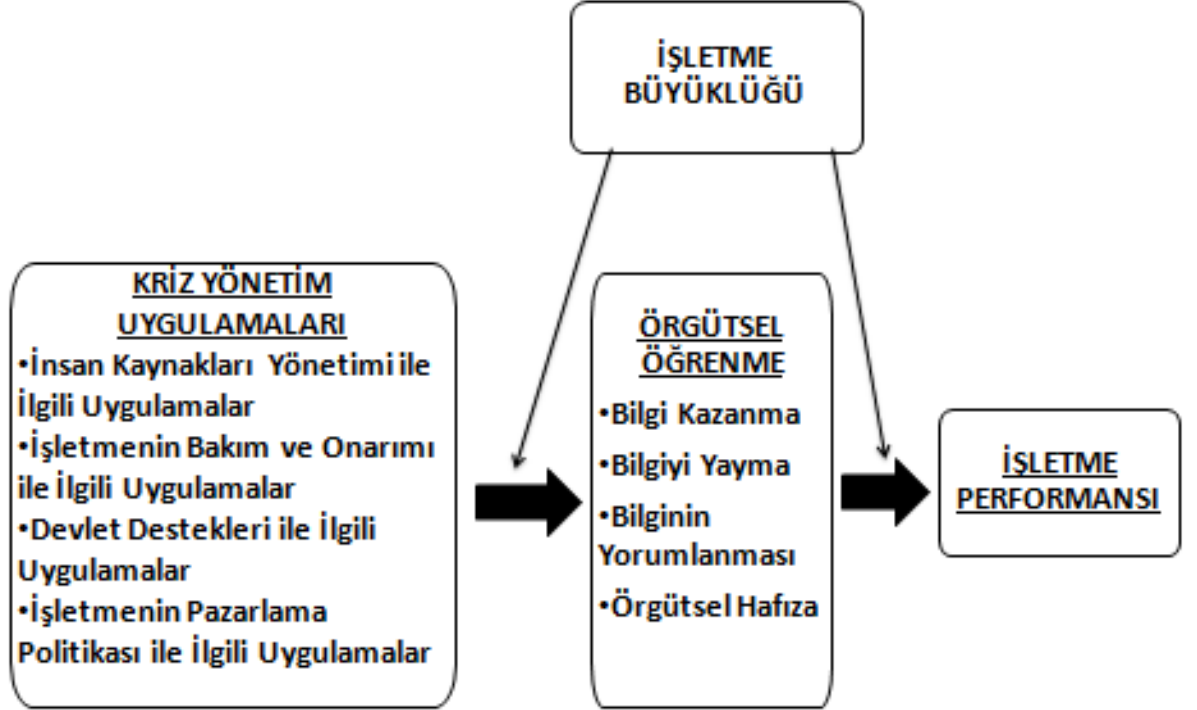 İŞLETME
BÜYÜKLÜĞÜ
KRİZ YÖNETİM
UYGULAMALARI
•İnsan Kaynakları Yönetimi ile
İlgili Uygulamalar
•İşletmenin Bakım ve Onarımı
ile İlgili Uygulamalar
•Devlet Destekleri ile İlgili
Uygulamalar
•İşletmenin Pazarlama
Politikası ile İlgili Uygulamalar
ÖRGÜTSEL
ÖĞRENME
•Bilgi Kazanma
•Bilgiyi Yayma
•Bilginin
Yorumlanması
•Örgütsel Hafıza
İŞLETME
PERFORMANSI